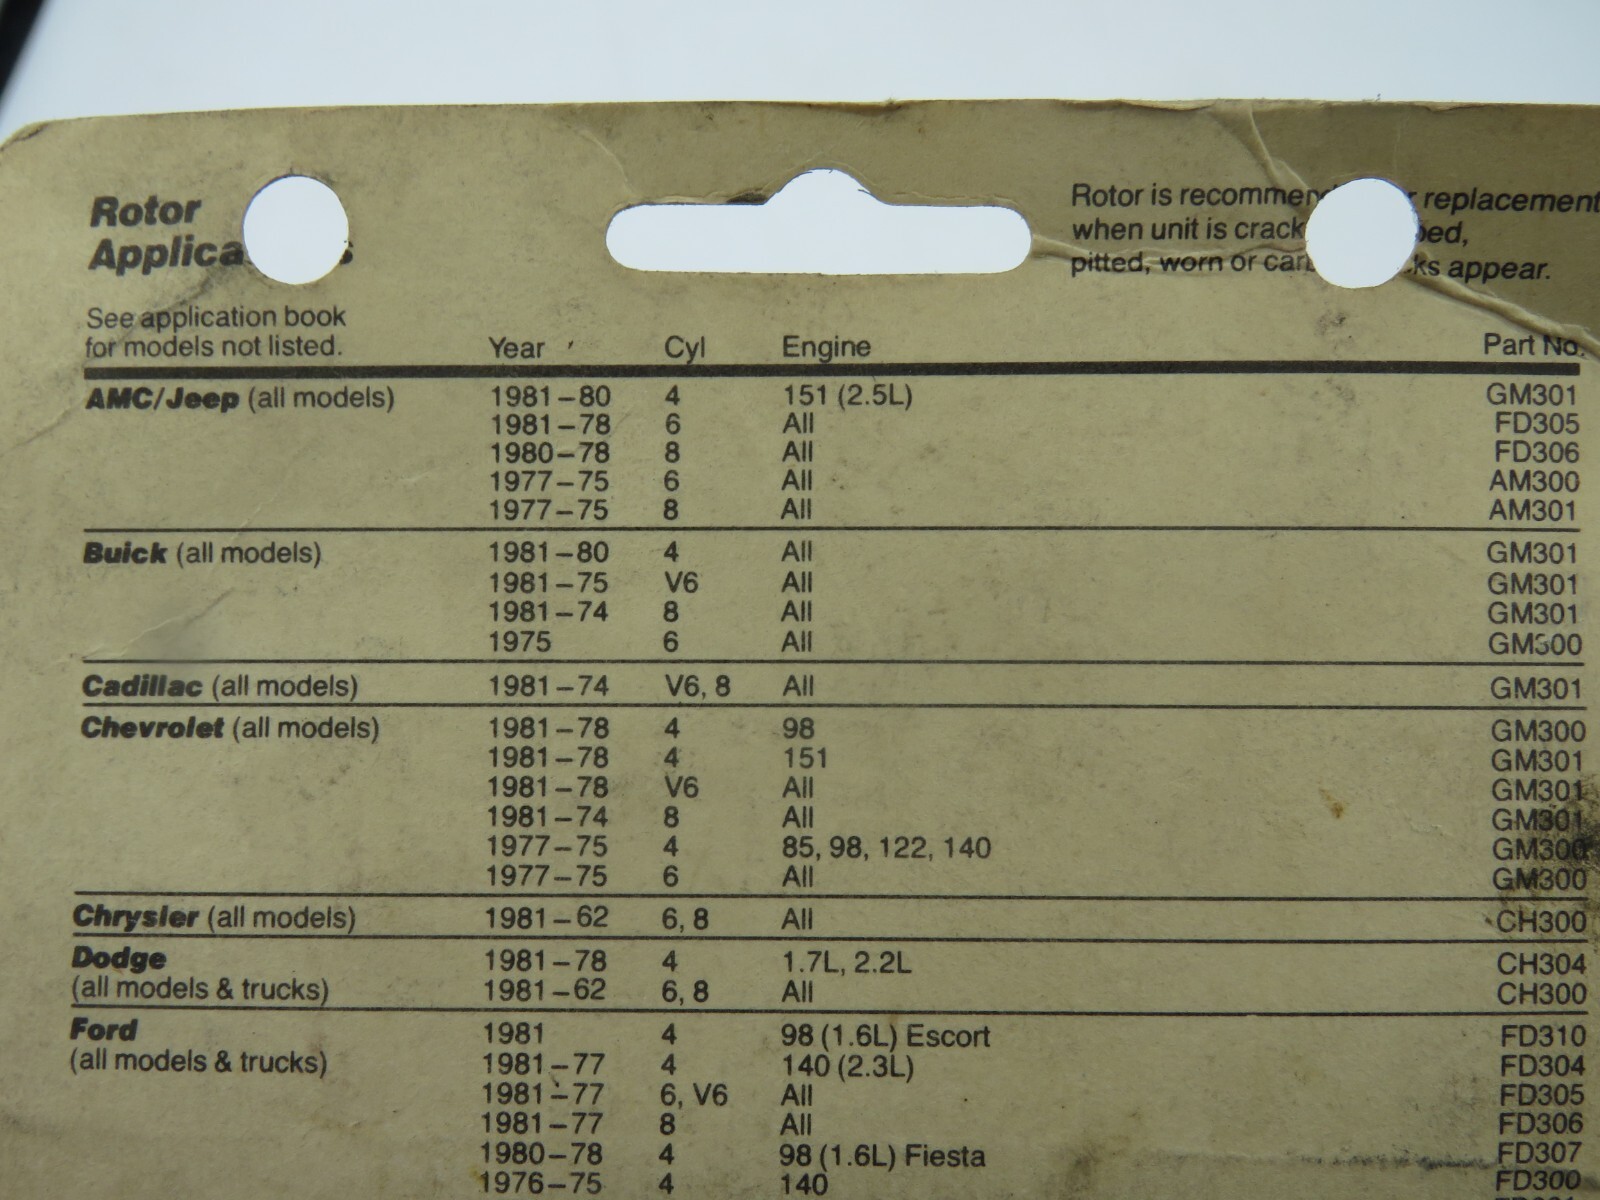 Rotor
Rotor is recommen replacement
when unit is crack
Applica
pitted, worn or appear.
See application book
for models not listed. Year Cyl Engine Part No.
AMC/Jeep (all models) 1981–80 4 151 (2.5L) GM301
1981–78 6 All FD305
1980–78 8 All FD306
1977–75 6 All AM300
1977–75 8 All AM301
Buick (all models) 1981–80 4 All GM301
1981–75 V6 All GM301
1981–74 8 All GM301
1975 6 All GM300
Cadillac (all models) 1981–74 V6, 8 All GM301
Chevrolet (all models) 1981–78 4 98 GM300
1981–78 4 151 GM301
1981–78 V6 All GM301
1981–74 8 All GM301
1977–75 4 85, 98, 122, 140 GM300
1977–75 6 All GM300
Chrysler (all models) 1981–62 6, 8 All CH300
Dodge 1981–78 4 1.7L, 2.2L CH304
(all models & trucks) 1981–62 6, 8 All CH300
Ford 1981 4 98 (1.6L) Escort FD310
(all models & trucks) 1981–77 4 140 (2.3L) FD304
1981–77 6, V6 All FD305
1981–77 8 All FD306
1980–78 4 98 (1.6L) Fiesta FD307
1976–75 4 140 FD300